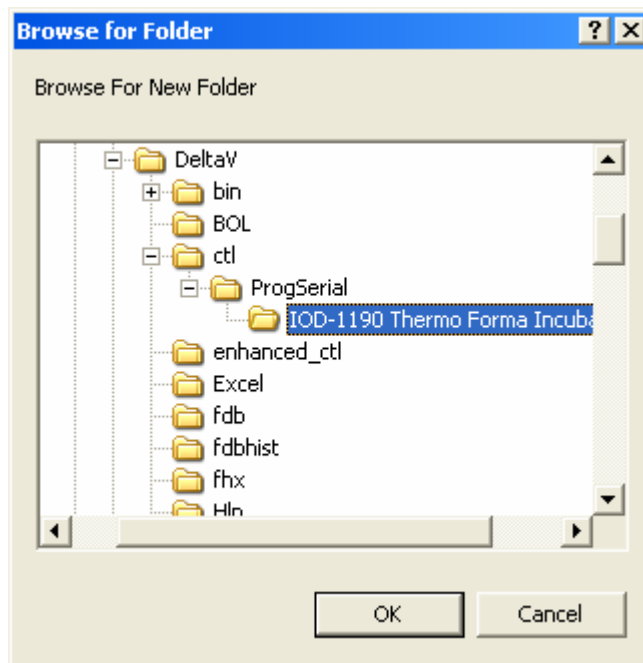 Browse for Folder
Browse For New Folder
DeltaV
bin
BOL
ctl
ProgSerial
IOD-1190 Thermo Forma Incuba
enhanced_ctl
Excel
fdb
fdbhist
fhx
Hlp
OK Cancel